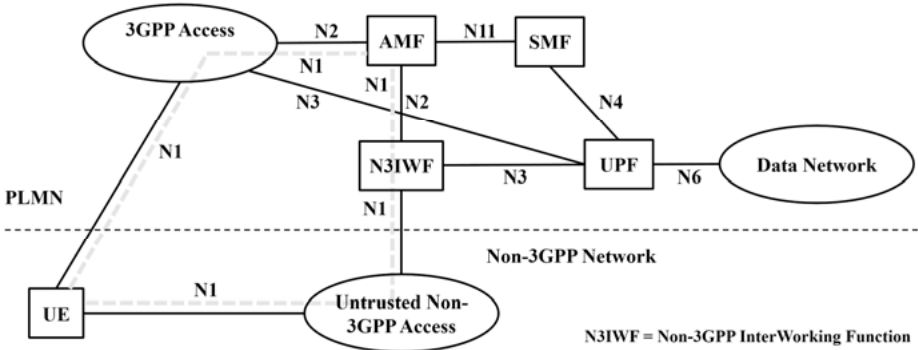 3GPP Access
N2
AMF
N11
SMF
N1
N1
N3
N2
N4
N1
N3IWF
N3
UPF
N6
Data Network
PLMN
N1
Non-3GPP Network
N1
UE
Untrusted Non-
3GPP Access
N3IWF = Non-3GPP InterWorking Function